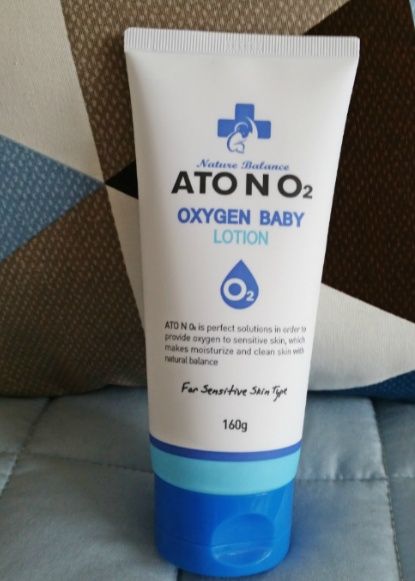 Nature Balance
ATO N O₂
OXYGEN BABY
LOTION
O₂
ATO N O₂ is perfect solutions in order to
provide oxygen to sensitive skin, which
makes moisturize and clean skin with
natural balance
For Sensitive Skin Type
160g